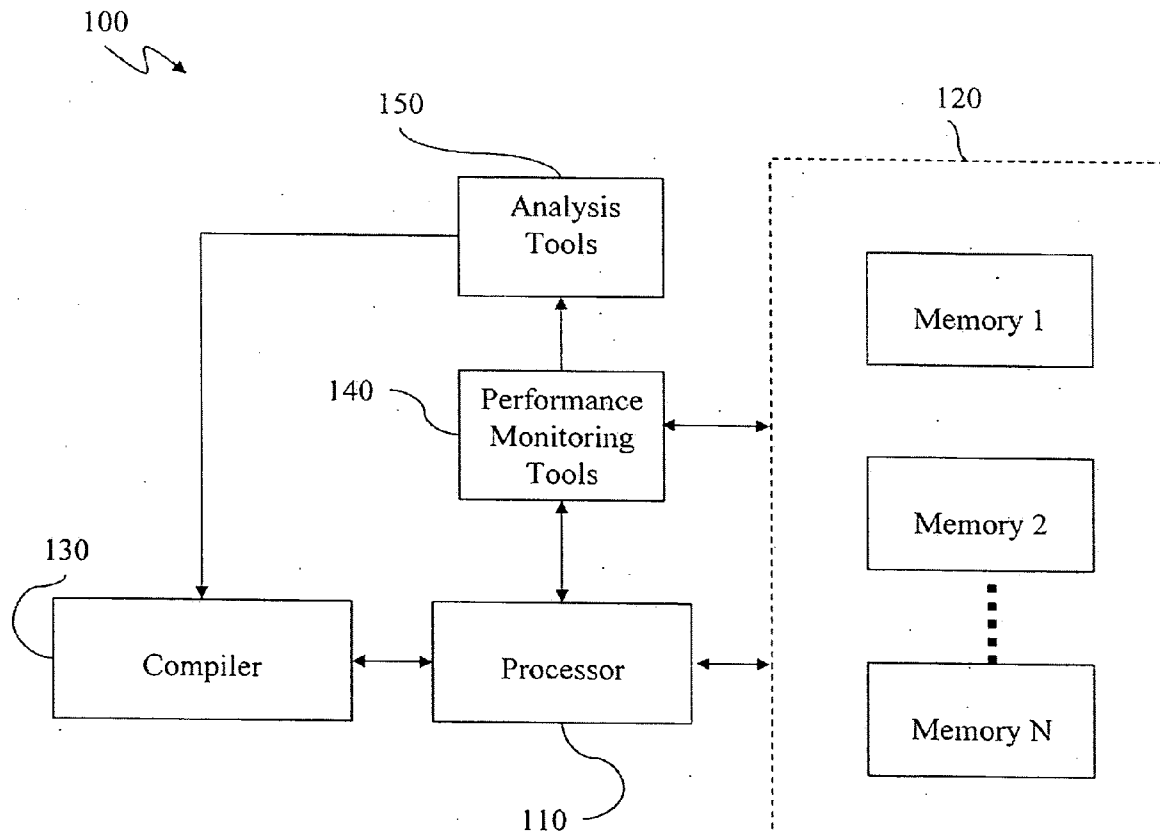 100
150
120
Analysis
Tools
Memory 1
140
Performance
Monitoring
Tools
Memory 2
130
Compiler
Processor
Memory N
110